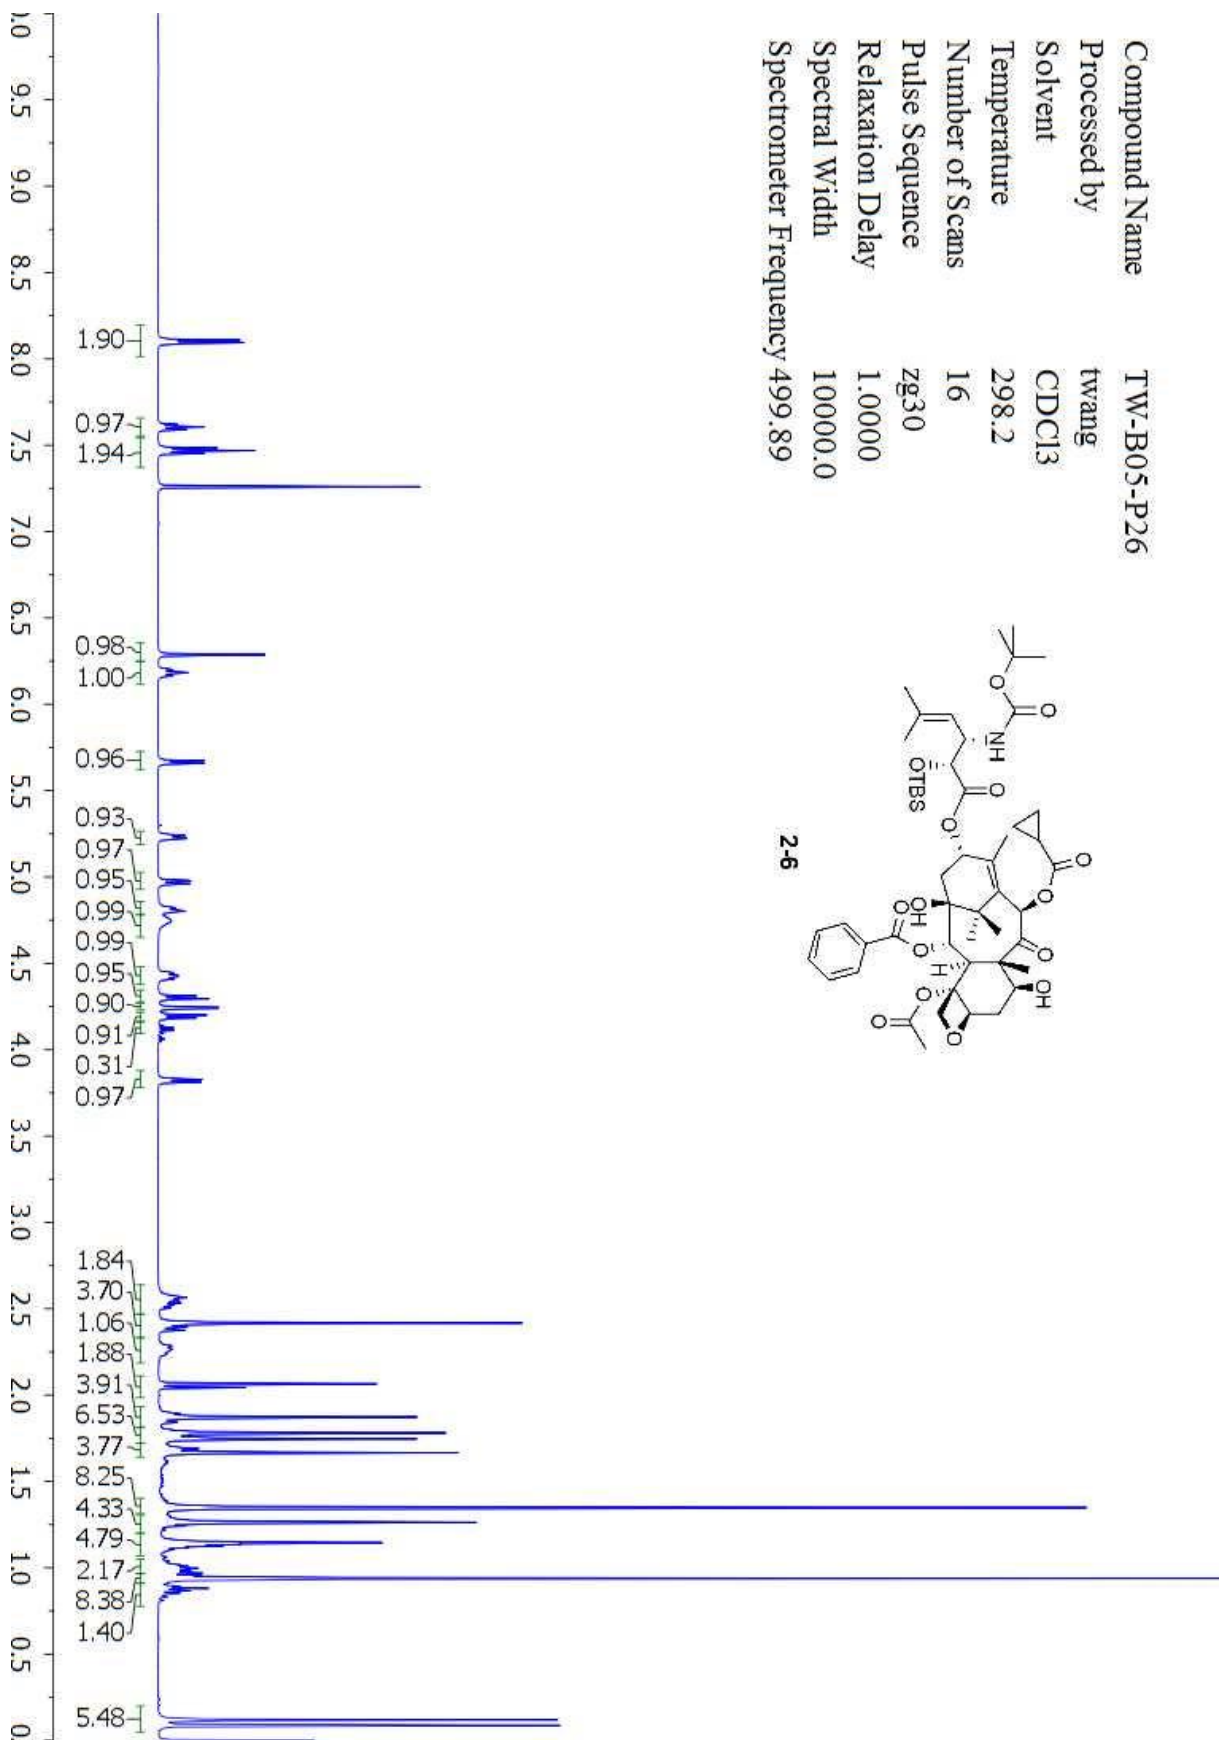 Compound Name TW-B05-P26
Processed by twang
Solvent CDCl3
Temperature 298.2
Number of Scans 16
Pulse Sequence zg30
Relaxation Delay 1.0000
Spectral Width 10000.0
Spectrometer Frequency 499.89
O
O
NH
O
OTBS
O
O
O
OH
O
OH
O
O
H
O
O
O
2-6
1.90
0.97
1.94
0.98
1.00
0.96
0.93
0.97
0.95
0.99
0.99
0.95
0.90
0.91
0.31
0.97
1.84
3.70
1.06
1.88
3.91
6.53
3.77
8.25
4.33
4.79
2.17
8.38
1.40
5.48
9.5 9.0 8.5 8.0 7.5 7.0 6.5 6.0 5.5 5.0 4.5 4.0 3.5 3.0 2.5 2.0 1.5 1.0 0.5